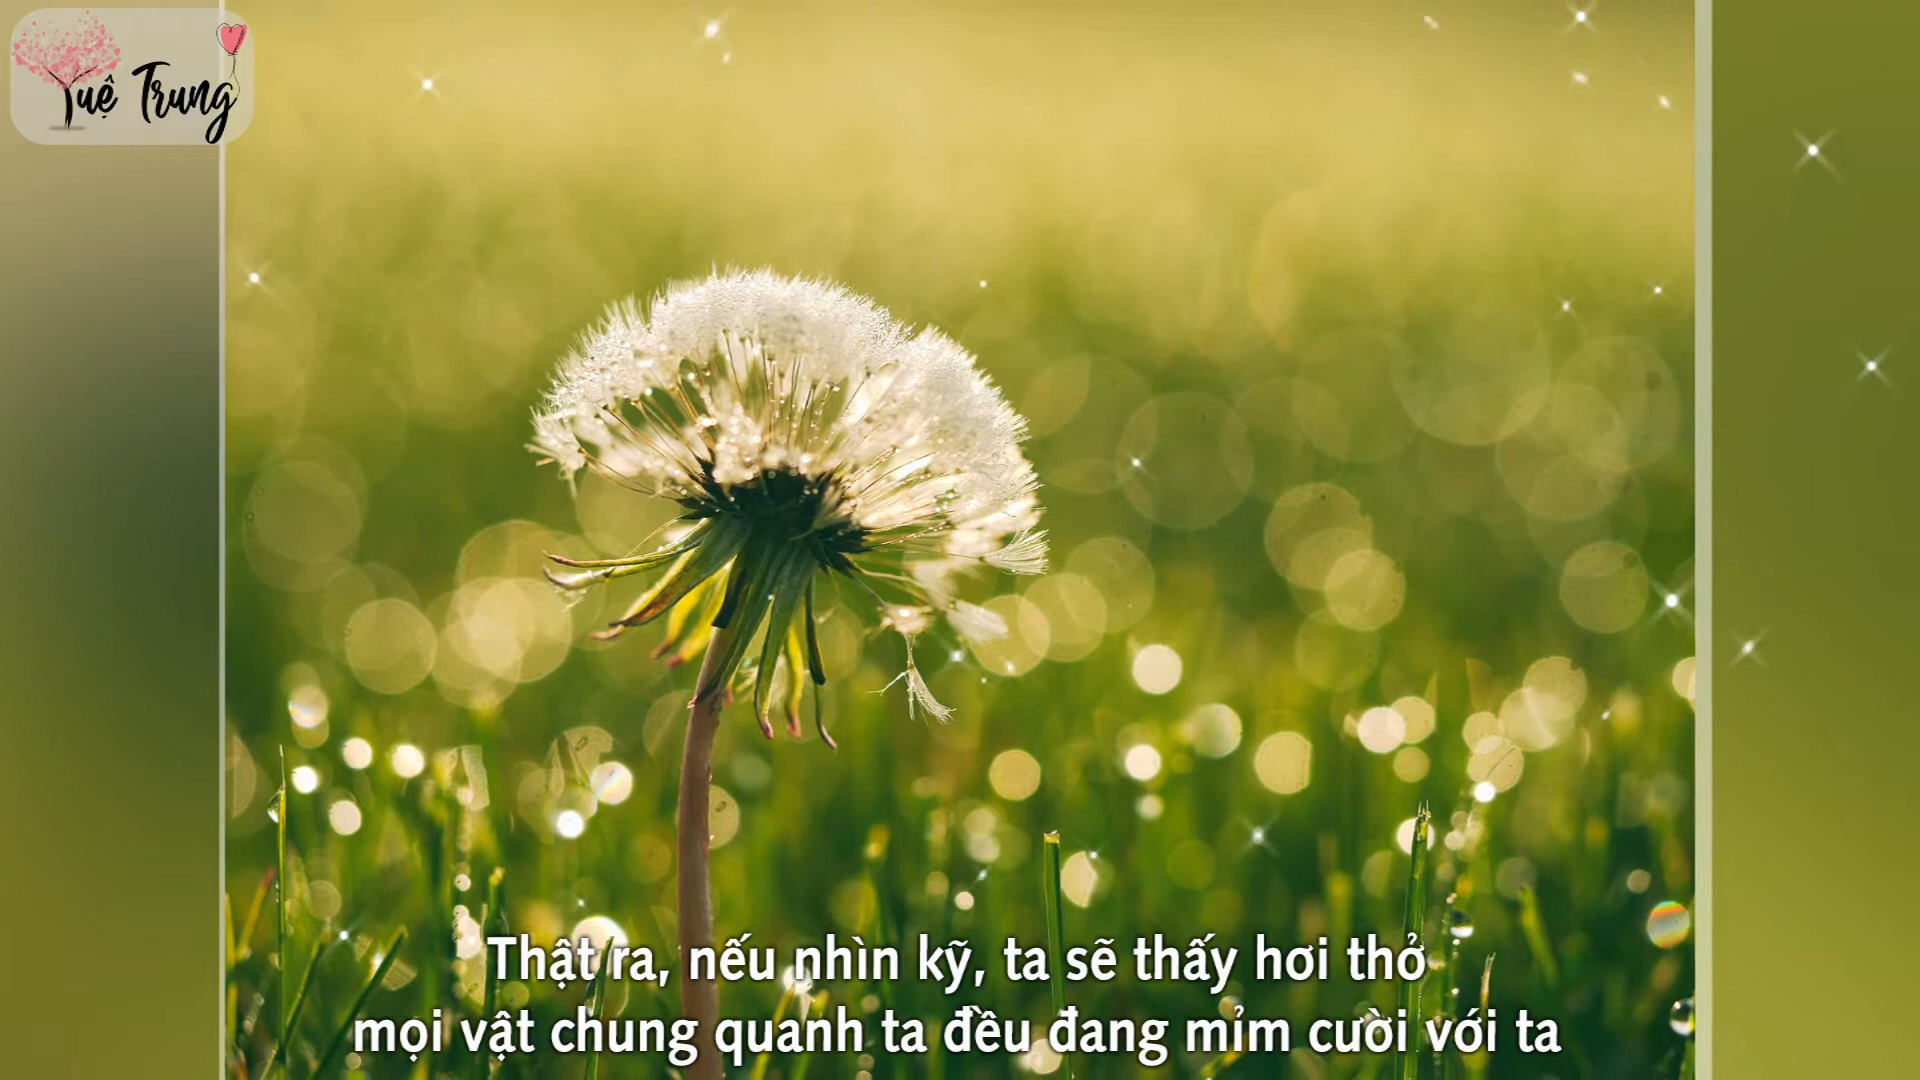 Tuệ Trung
Thật ra, nếu nhìn kỹ, ta sẽ thấy hơi thở
mọi vật chung quanh ta đều đang mỉm cười với ta